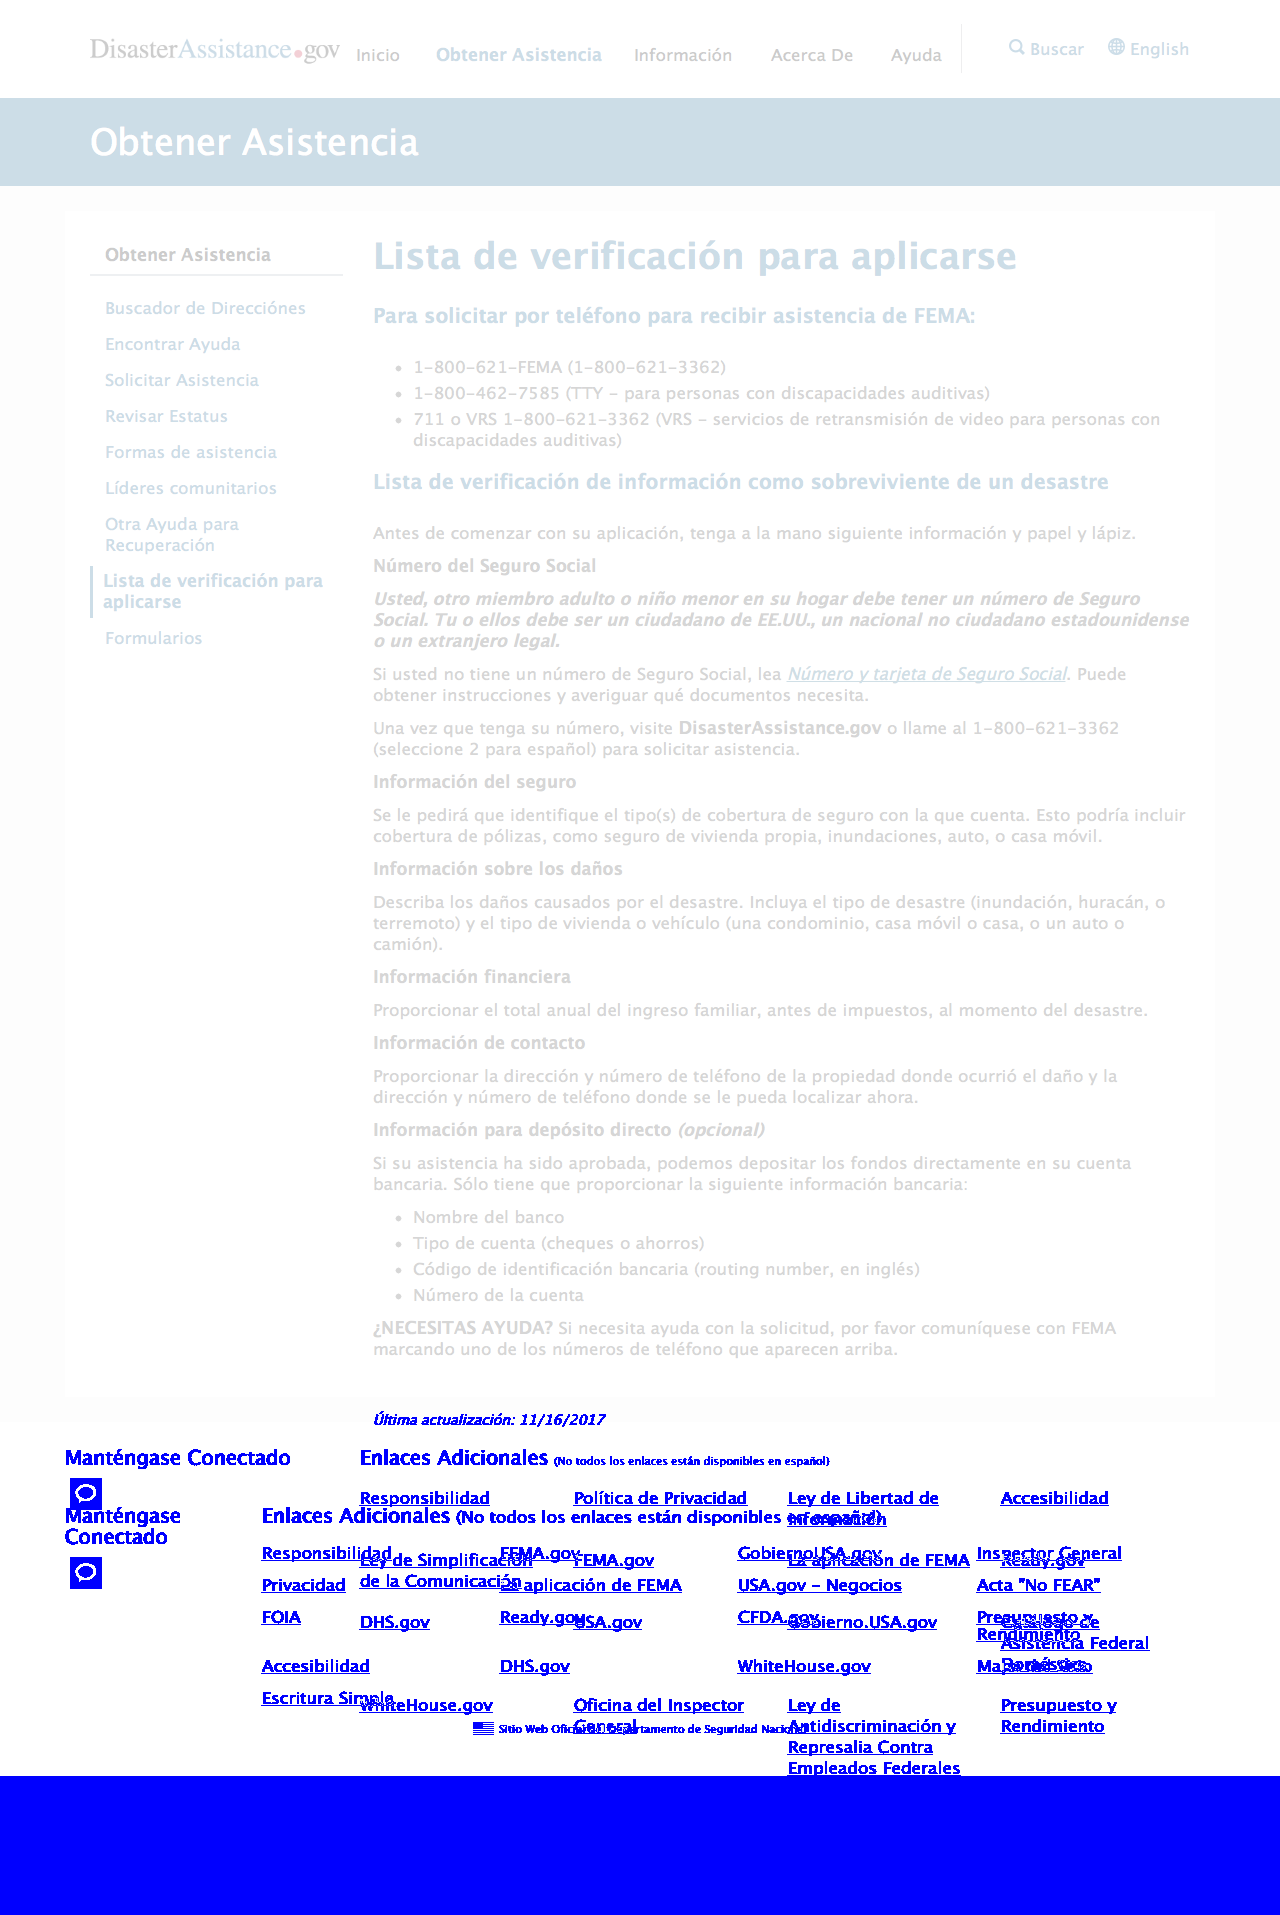 DisasterAssistance.gov
Inicio
Obtener Asistencia
Información
Acerca De
Ayuda
Buscar
English
Obtener Asistencia
Obtener Asistencia
Buscador de Direcciónes
Encontrar Ayuda
Solicitar Asistencia
Revisar Estatus
Formas de asistencia
Líderes comunitarios
Otra Ayuda para
Recuperación
Lista de verificación para
aplicarse
Formularios
Lista de verificación para aplicarse
Para solicitar por teléfono para recibir asistencia de FEMA:
• 1-800-621-FEMA (1-800-621-3362)
• 1-800-462-7585 (TTY - para personas con discapacidades auditivas)
• 711 o VRS 1-800-621-3362 (VRS - servicios de retransmisión de video para personas con
discapacidades auditivas)
Lista de verificación de información como sobreviviente de un desastre
Antes de comenzar con su aplicación, tenga a la mano siguiente información y papel y lápiz.
Número del Seguro Social
Usted, otro miembro adulto o niño menor en su hogar debe tener un número de Seguro
Social. Tu o ellos debe ser un ciudadano de EE.UU., un nacional no ciudadano estadounidense
o un extranjero legal.
Si usted no tiene un número de Seguro Social, lea Número y tarjeta de Seguro Social. Puede
obtener instrucciones y averiguar qué documentos necesita.
Una vez que tenga su número, visite DisasterAssistance.gov o llame al 1-800-621-3362
(seleccione 2 para español) para solicitar asistencia.
Información del seguro
Se le pedirá que identifique el tipo(s) de cobertura de seguro con la que cuenta. Esto podría incluir
cobertura de pólizas, como seguro de vivienda propia, inundaciones, auto, o casa móvil.
Información sobre los daños
Describa los daños causados por el desastre. Incluya el tipo de desastre (inundación, huracán, o
terremoto) y el tipo de vivienda o vehículo (una condominio, casa móvil o casa, o un auto o
camión).
Información financiera
Proporcionar el total anual del ingreso familiar, antes de impuestos, al momento del desastre.
Información de contacto
Proporcionar la dirección y número de teléfono de la propiedad donde ocurrió el daño y la
dirección y número de teléfono donde se le pueda localizar ahora.
Información para depósito directo (opcional)
Si su asistencia ha sido aprobada, podemos depositar los fondos directamente en su cuenta
bancaria. Sólo tiene que proporcionar la siguiente información bancaria:
• Nombre del banco
• Tipo de cuenta (cheques o ahorros)
• Código de identificación bancaria (routing number, en inglés)
• Número de la cuenta
¿NECESITAS AYUDA? Si necesita ayuda con la solicitud, por favor comuníquese con FEMA
marcando uno de los números de teléfono que aparecen arriba.
Última actualización: 11/16/2017
Manténgase Conectado
Enlaces Adicionales (No todos los enlaces están disponibles en español)
Responsibilidad
Política de Privacidad
Ley de Libertad de
Información
Accesibilidad
Manténgase
Conectado
Enlaces Adicionales (No todos los enlaces están disponibles en español)
Responsibilidad
FEMA.gov
GobiernoUSA.gov
Inspector General
Ley de Simplificación
de la Comunicación
FEMA.gov
La aplicación de FEMA
Ready.gov
Privacidad
La aplicación de FEMA
USA.gov - Negocios
Acta "No FEAR"
FOIA
Ready.gov
CFDA.gov
Presupuesto y
Rendimiento
DHS.gov
USA.gov
Gobierno.USA.gov
Catálogo de
Asistencia Federal
Doméstica
Accesibilidad
DHS.gov
WhiteHouse.gov
Mapa del Sitio
Escritura Simple
WhiteHouse.gov
Oficina del Inspector
General
Ley de
Antidiscriminación y
Represalia Contra
Empleados Federales
Presupuesto y
Rendimiento
Sitio Web Oficial del Departamento de Seguridad Nacional